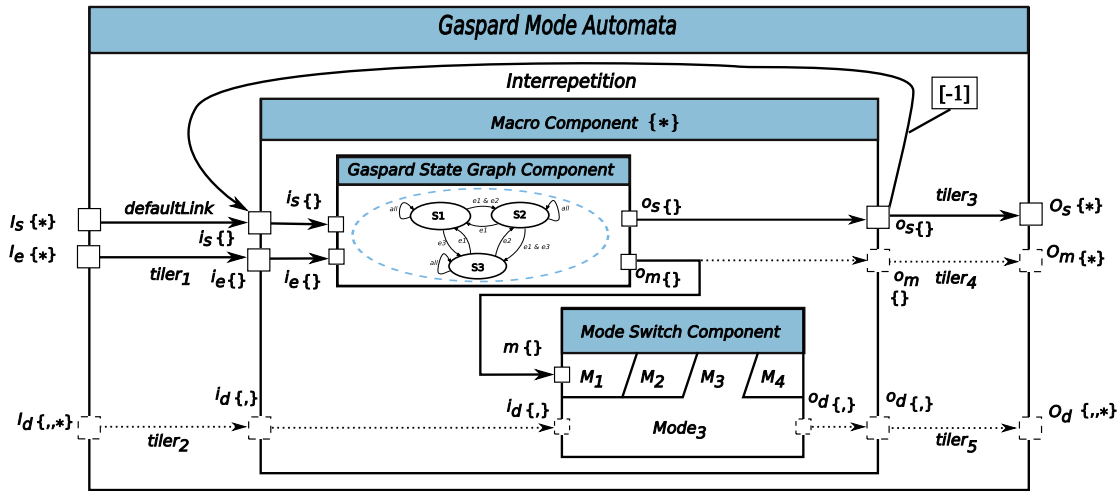 Gaspard Mode Automata
Interrepetition
[-1]
Macro Component {*}
Gaspard State Graph Component
I_s {*}
defaultLink
i_s {}
i_s {}
all
S1
e1 & e2
S2
all
e1
e3
e1
e2
e1 & e3
all
S3
o_s {}
o_s {}
tiler_3
O_s {*}
I_e {*}
tiler_1
i_e {}
i_e {}
o_m {}
o_m
{}
tiler_4
O_m {*}
Mode Switch Component
m {}
M_1
M_2
M_3
M_4
I_d {,,*}
tiler_2
i_d {,}
i_d {,}
Mode_3
o_d {,}
o_d {,}
tiler_5
O_d {,,*}